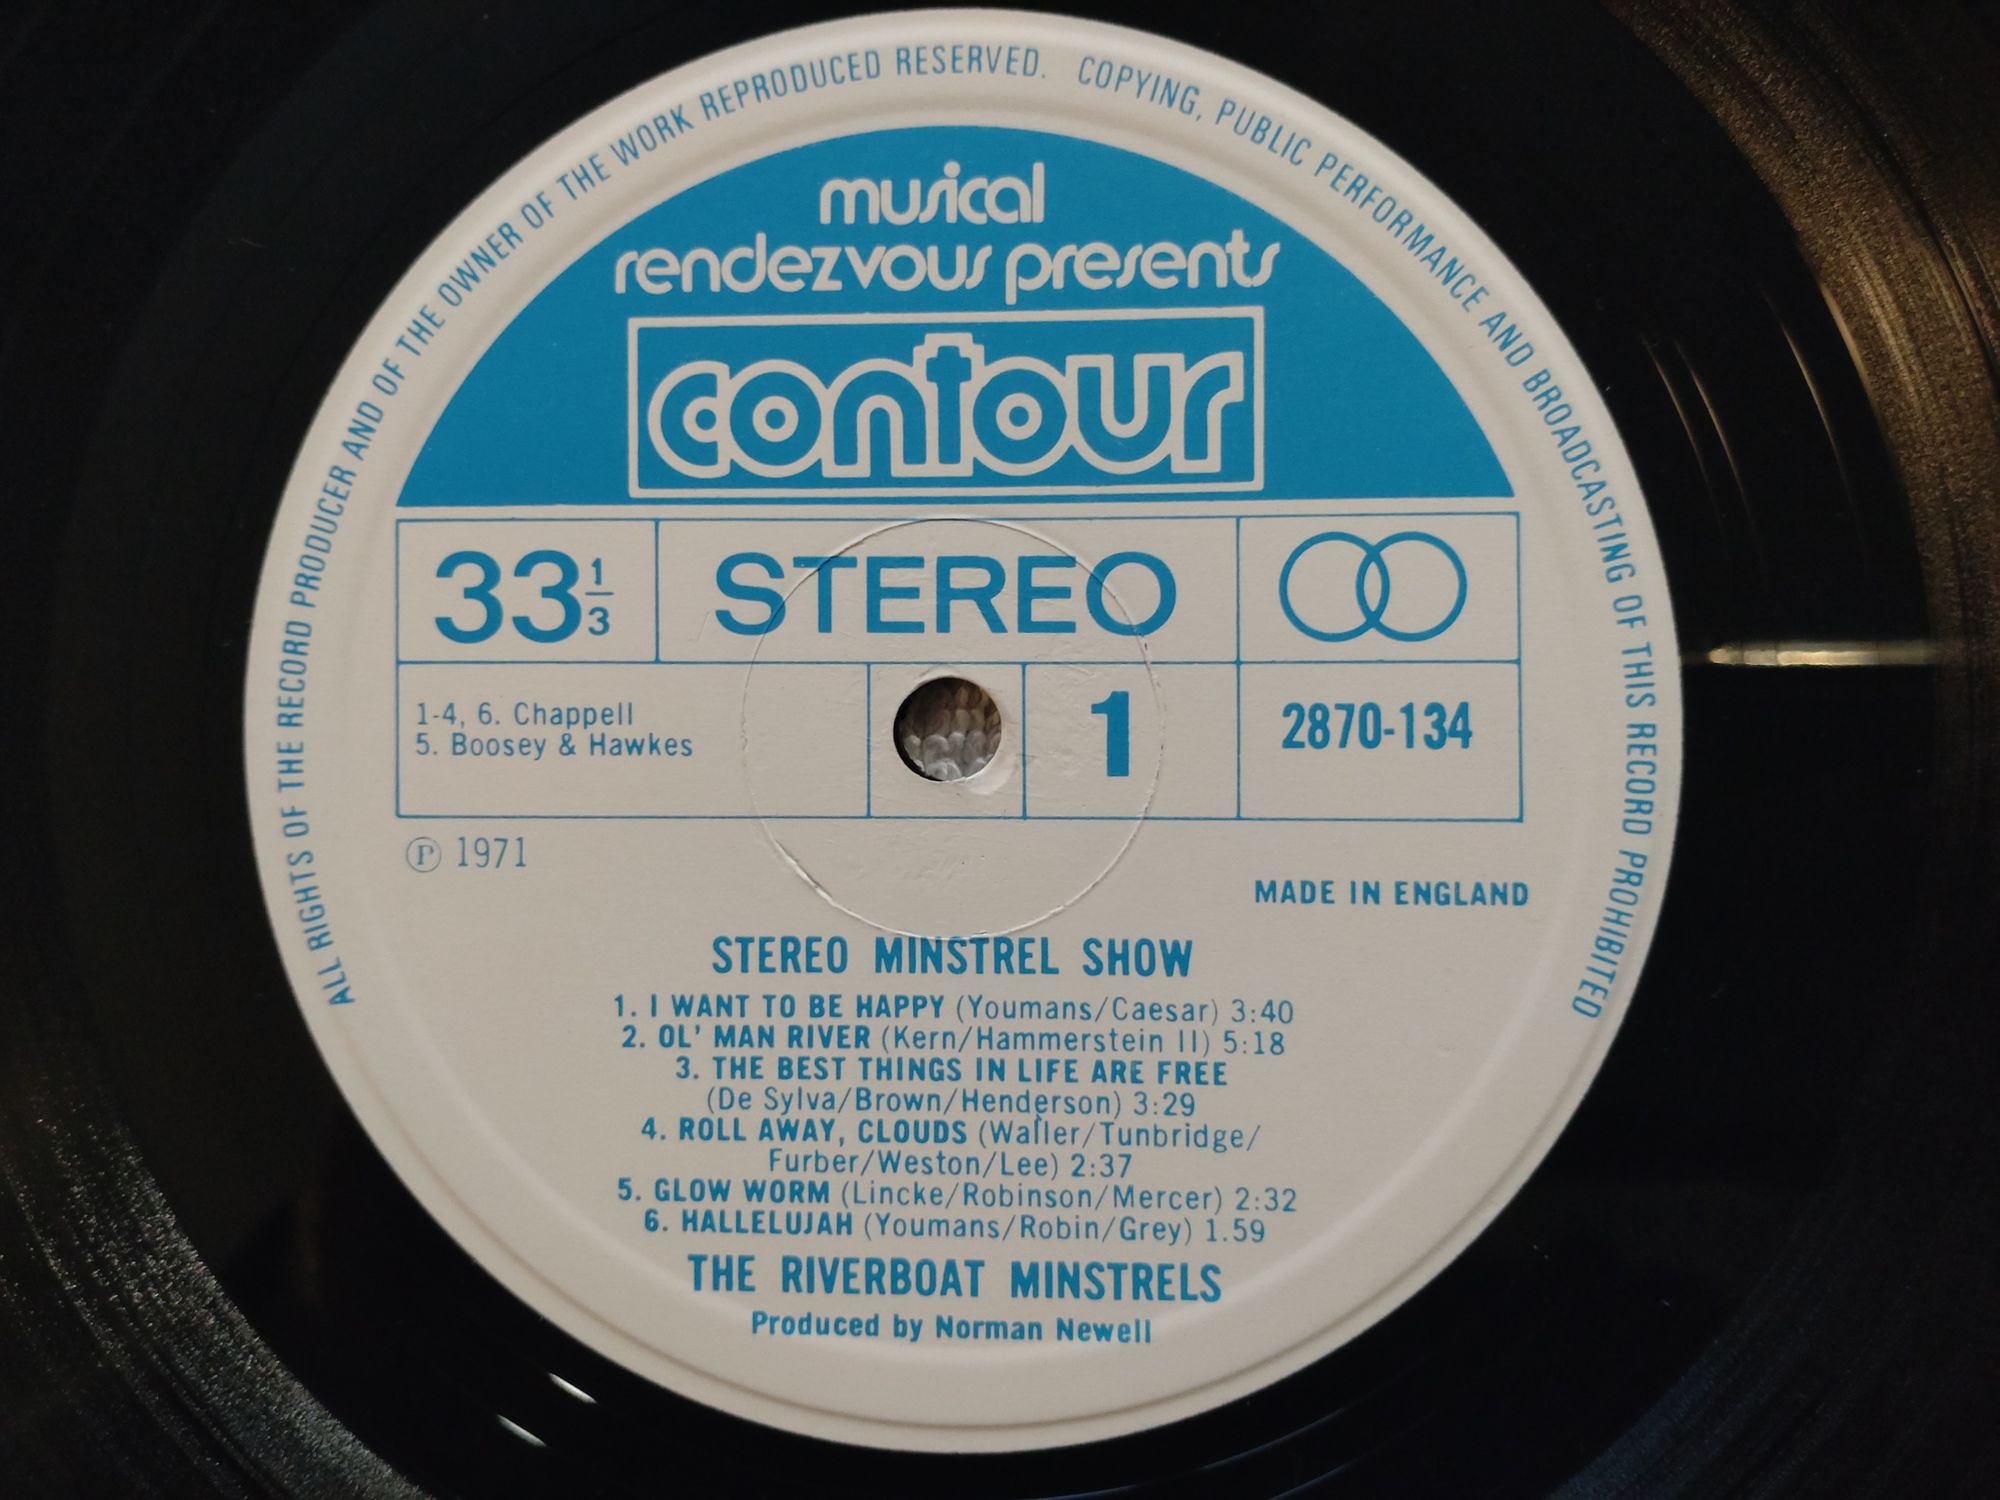 ALL RIGHTS OF THE RECORD PRODUCER AND OF THE OWNER OF THE WORK REPRODUCED RESERVED. COPYING, PUBLIC PERFORMANCE AND BROADCASTING OF THIS RECORD PROHIBITED
musical
rendezvous presents
contour
33 1/3 STEREO
1-4, 6. Chappell
5. Boosey & Hawkes
1
2870-134
Ⓟ 1971
MADE IN ENGLAND
STEREO MINSTREL SHOW
1. I WANT TO BE HAPPY (Youmans/Caesar) 3:40
2. OL' MAN RIVER (Kern/Hammerstein II) 5:18
3. THE BEST THINGS IN LIFE ARE FREE
(De Sylva/Brown/Henderson) 3:29
4. ROLL AWAY, CLOUDS (Waller/Tunbridge/
Furber/Weston/Lee) 2:37
5. GLOW WORM (Lincke/Robinson/Mercer) 2:32
6. HALLELUJAH (Youmans/Robin/Grey) 1.59
THE RIVERBOAT MINSTRELS
Produced by Norman Newell